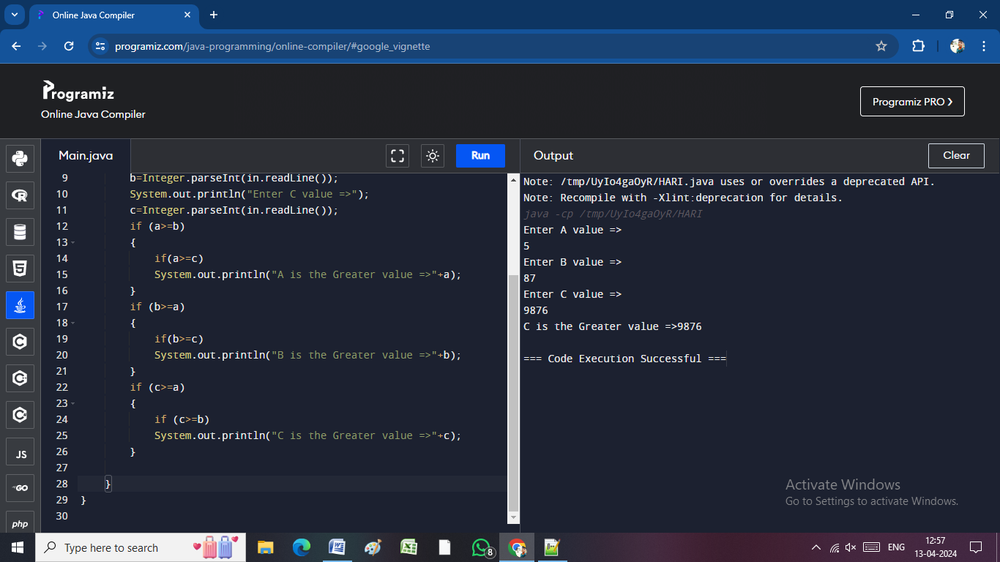 Online Java Compiler
programiz.com/java-programming/online-compiler/#google_vignette
Programiz
Online Java Compiler
Programiz PRO ❯
Main.java
Run
Output
Clear
9 b=Integer.parseInt(in.readLine());
10 System.out.println("Enter C value =>");
11 c=Integer.parseInt(in.readLine());
12 if (a>=b)
13 {
14 if(a>=c)
15 System.out.println("A is the Greater value =>"+a);
16 }
17 if (b>=a)
18 {
19 if(b>=c)
20 System.out.println("B is the Greater value =>"+b);
21 }
22 if (c>=a)
23 {
24 if (c>=b)
25 System.out.println("C is the Greater value =>"+c);
26 }
27
28 }
29 }
30
Note: /tmp/UyIo4gaOyR/HARI.java uses or overrides a deprecated API.
Note: Recompile with -Xlint:deprecation for details.
java -cp /tmp/UyIo4gaOyR/HARI
Enter A value =>
5
Enter B value =>
87
Enter C value =>
9876
C is the Greater value =>9876
=== Code Execution Successful ===
JS
GO
php
Activate Windows
Go to Settings to activate Windows.
Type here to search
8
ENG
12:57
13-04-2024